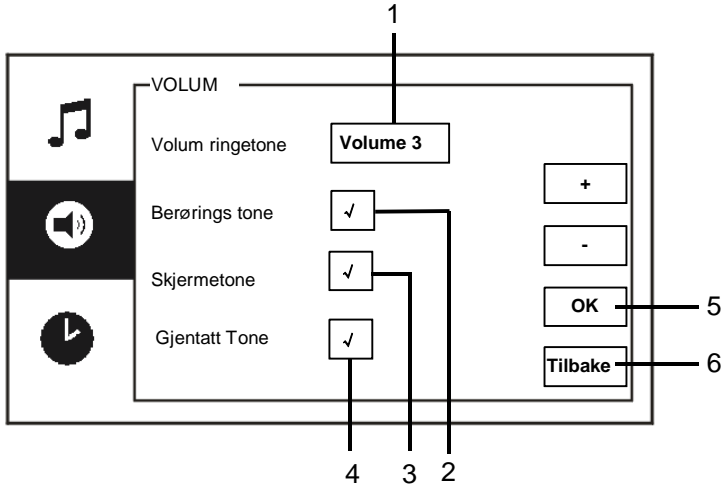 1
VOLUM
Volum ringetone
Volume 3
+
Berørings tone
√
-
Skjermetone
√
OK
5
Gjentatt Tone
√
Tilbake
6
4
3
2